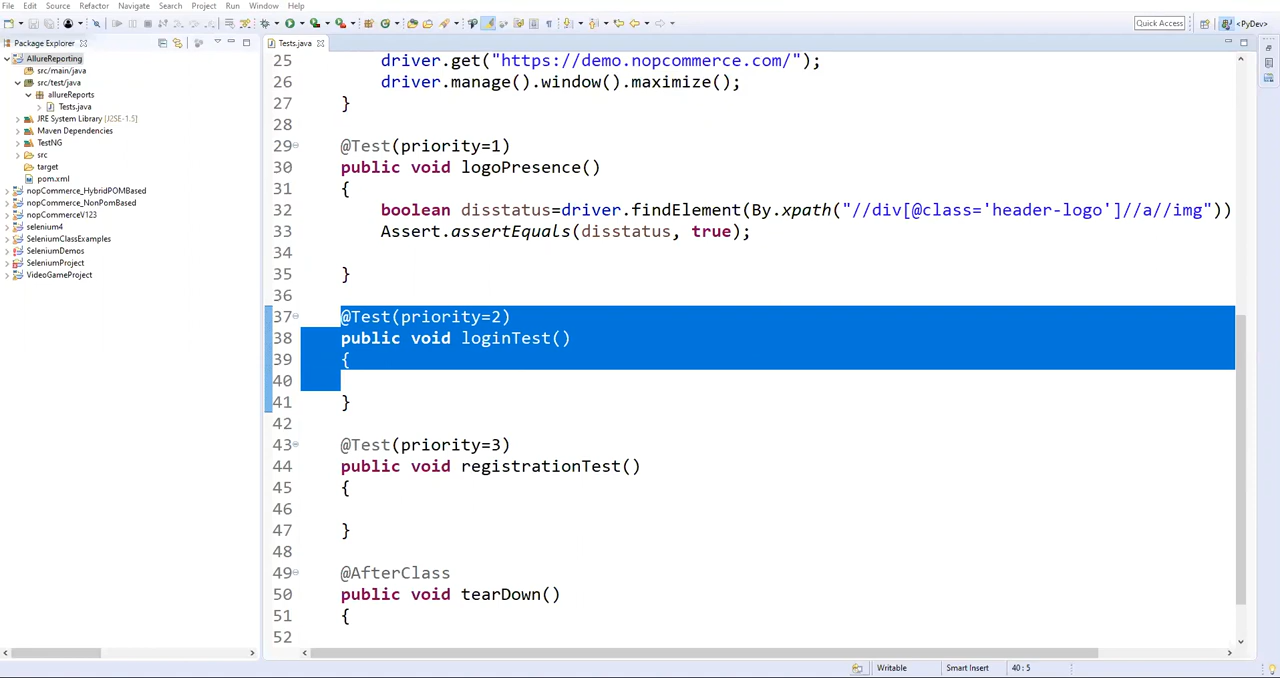 File Edit Source Refactor Navigate Search Project Run Window Help
Quick Access <PyDev>
Package Explorer
AllureReporting
src/main/java
src/test/java
allureReports
Tests.java
JRE System Library [J2SE-1.5]
Maven Dependencies
TestNG
src
target
pom.xml
nopCommerce_HybridPOMBased
nopCommerce_NonPomBased
nopCommerceV123
selenium4
SeleniumClassExamples
SeleniumDemos
SeleniumProject
VideoGameProject
Tests.java
25 driver.get("https://demo.nopcommerce.com/");
26 driver.manage().window().maximize();
27 }
28
29 @Test(priority=1)
30 public void logoPresence()
31 {
32 boolean disstatus=driver.findElement(By.xpath("//div[@class='header-logo']//a//img"))
33 Assert.assertEquals(disstatus, true);
34
35 }
36
37 @Test(priority=2)
38 public void loginTest()
39 {
40
41 }
42
43 @Test(priority=3)
44 public void registrationTest()
45 {
46
47 }
48
49 @AfterClass
50 public void tearDown()
51 {
52
Writable Smart Insert 40 : 5